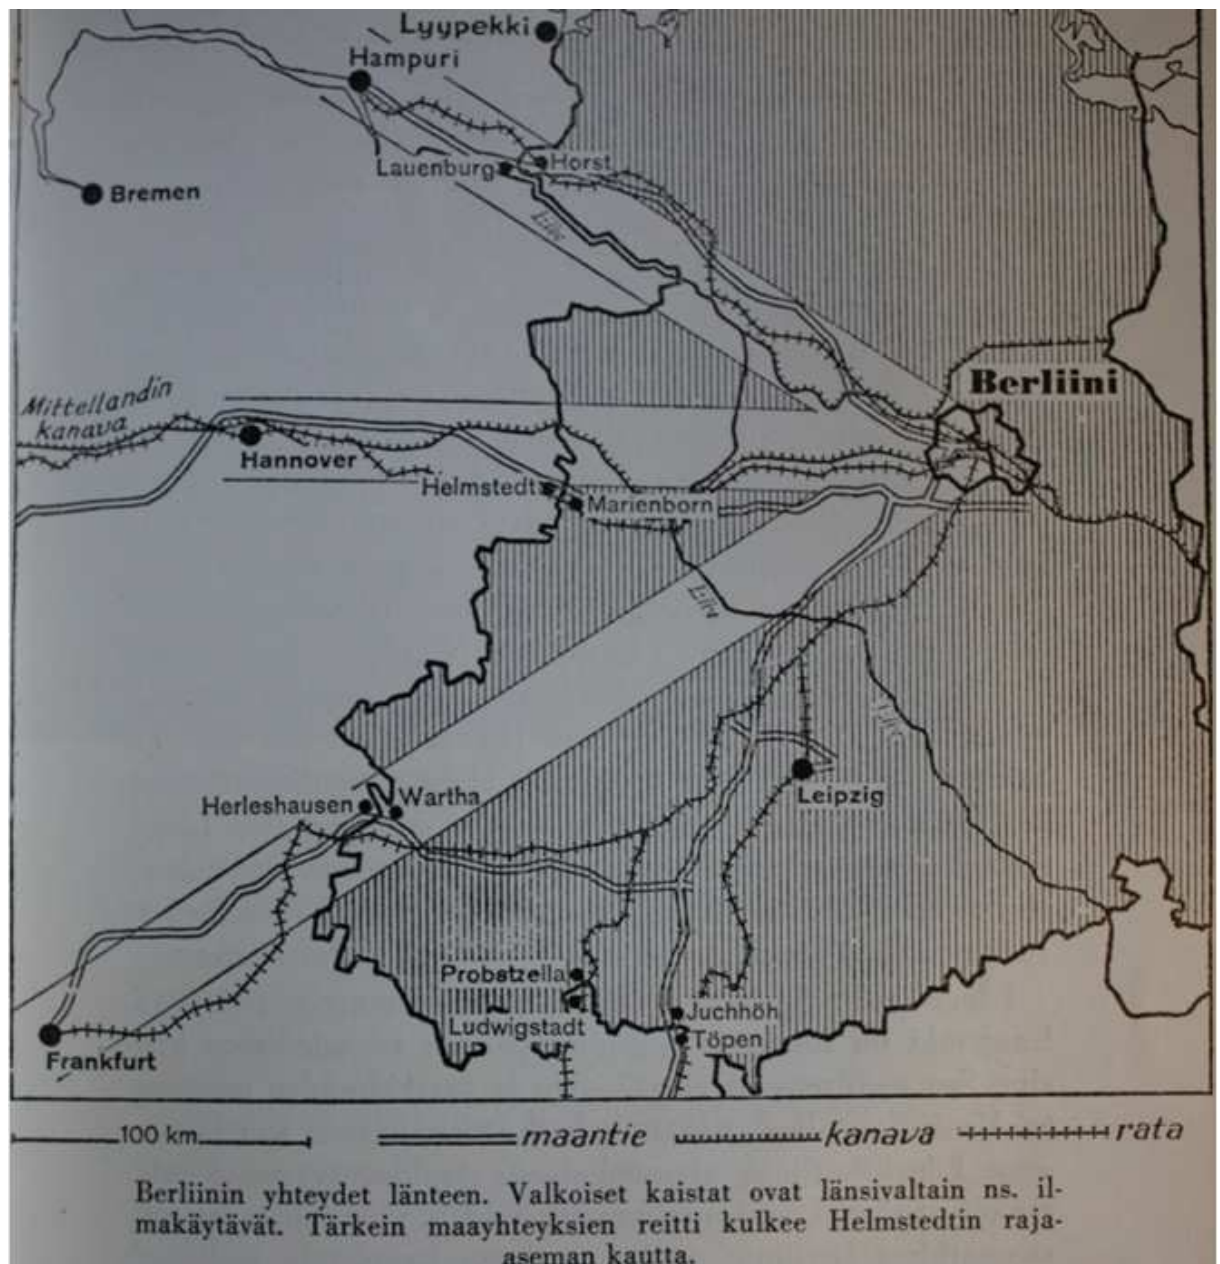 Lyypekki
Hampuri
Lauenburg
Horst
Bremen
Elbe
Mittellandin
kanava
Berliini
Hannover
Helmstedt
Marienborn
Elbe
Elbe
Leipzig
Herleshausen
Wartha
Probstzella
Ludwigstadt
Juchhöh
Töpen
Frankfurt
100 km
maantie
kanava
rata
Berliinin yhteydet länteen. Valkoiset kaistat ovat länsivaltain ns. il-
makäytävät. Tärkein maayhteyksien reitti kulkee Helmstedtin raja-
aseman kautta.